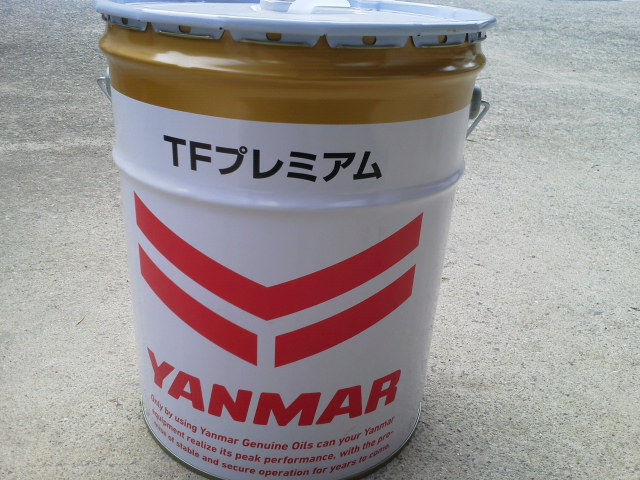 TFプレミアム
YANMAR
Only by using Yanmar Genuine Oils can your Yanmar
equipment realize its peak performance, with the pro-
mise of stable and secure operation for years to come.